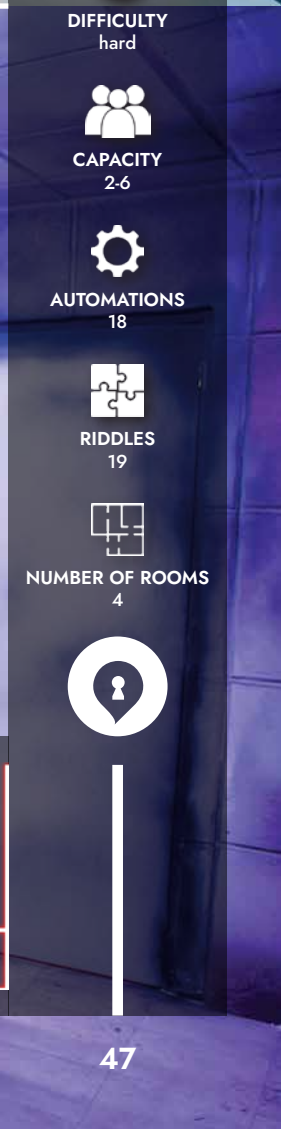 DIFFICULTY
hard
CAPACITY
2-6
AUTOMATIONS
18
RIDDLES
19
NUMBER OF ROOMS
4
47